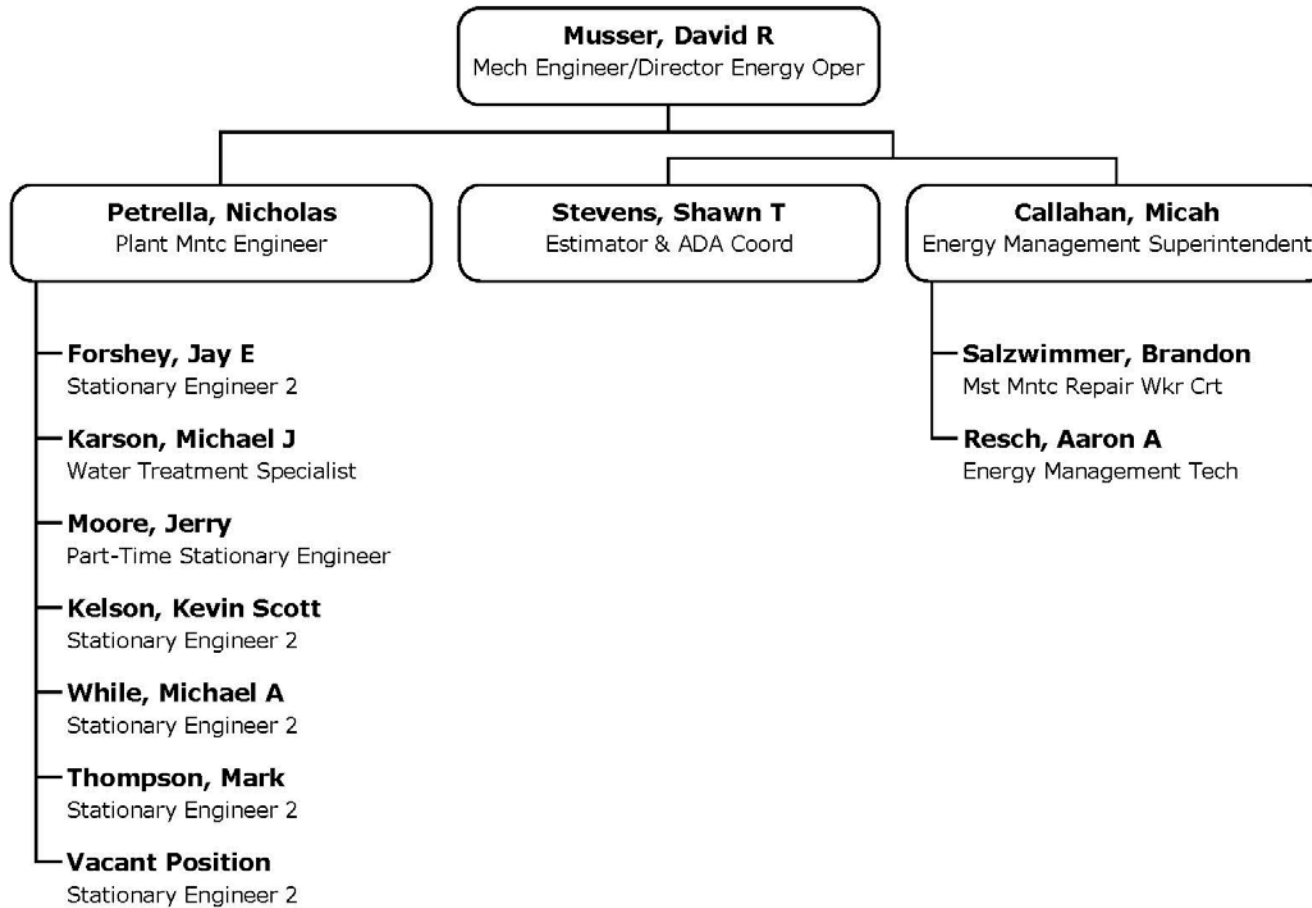 Musser, David R
Mech Engineer/Director Energy Oper
Petrella, Nicholas
Plant Mntc Engineer
Stevens, Shawn T
Estimator & ADA Coord
Callahan, Micah
Energy Management Superintendent
Forshey, Jay E
Stationary Engineer 2
Karson, Michael J
Water Treatment Specialist
Moore, Jerry
Part-Time Stationary Engineer
Kelson, Kevin Scott
Stationary Engineer 2
While, Michael A
Stationary Engineer 2
Thompson, Mark
Stationary Engineer 2
Vacant Position
Stationary Engineer 2
Salzwimmer, Brandon
Mst Mntc Repair Wkr Crt
Resch, Aaron A
Energy Management Tech